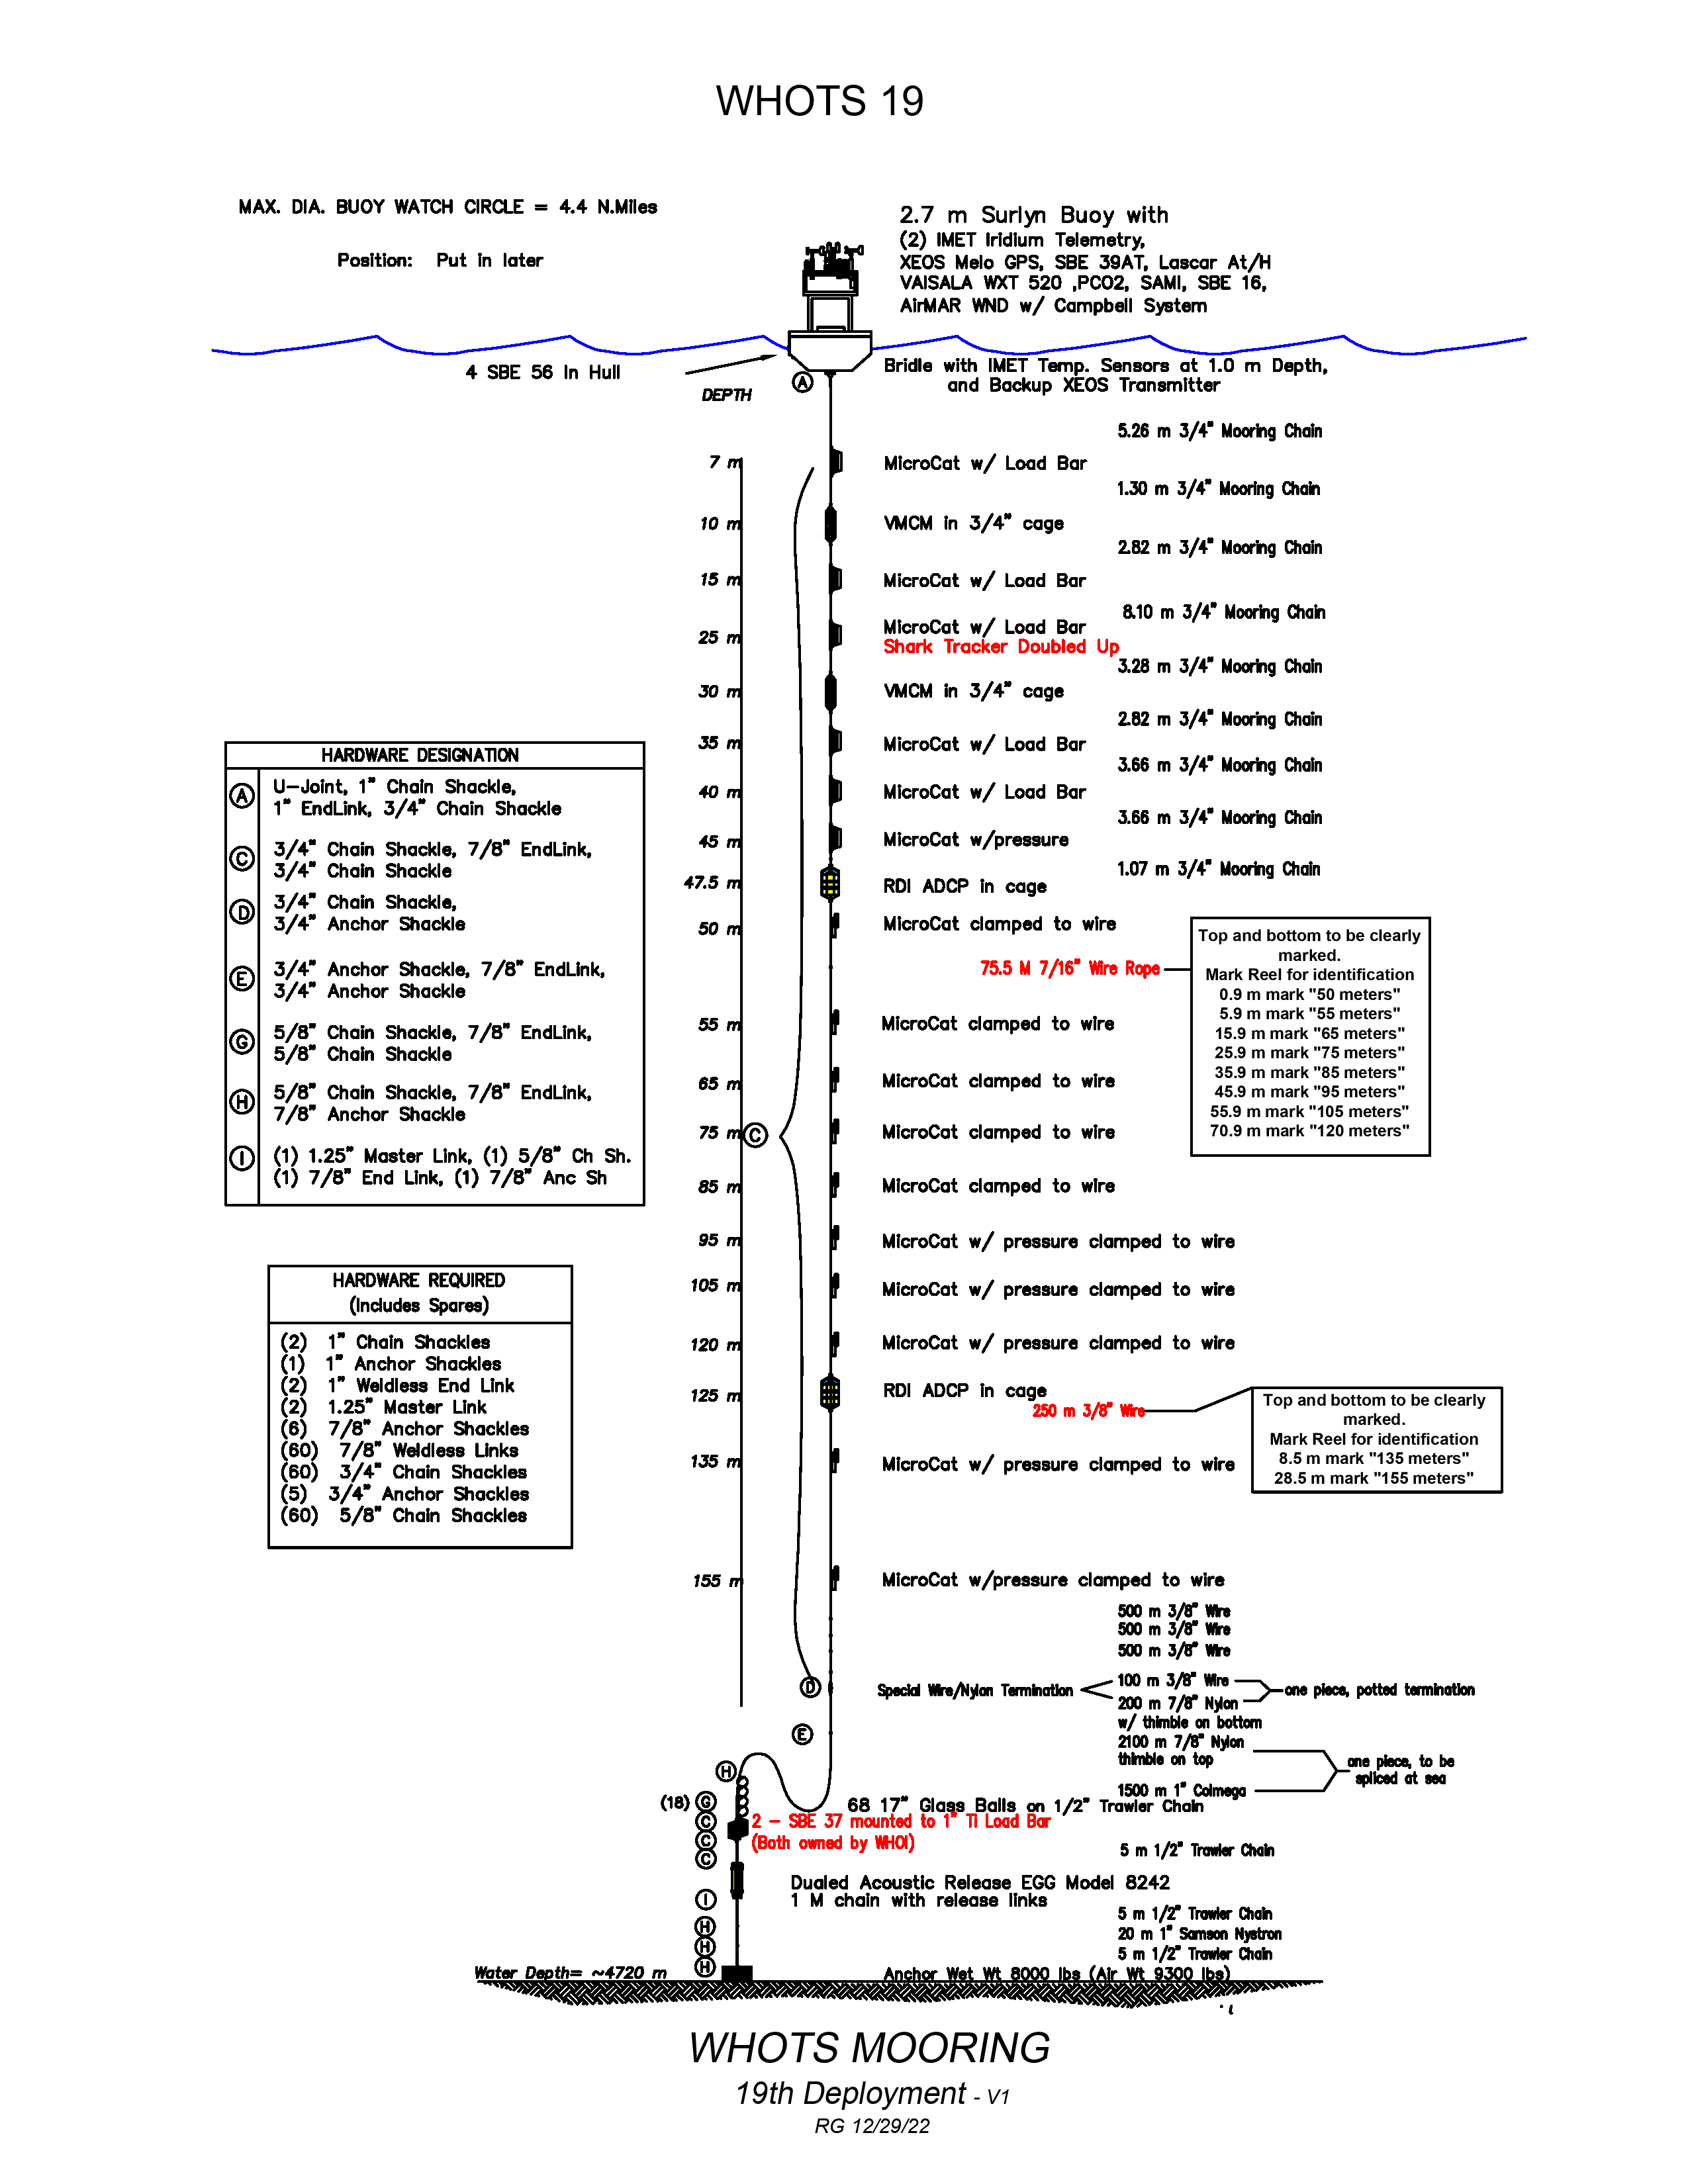 WHOTS 19
MAX. DIA. BUOY WATCH CIRCLE = 4.4 N.Miles
Position: Put in later
2.7 m Surlyn Buoy with
(2) IMET Iridium Telemetry,
XEOS Melo GPS, SBE 39AT, Lascar At/H
VAISALA WXT 520 ,PCO2, SAMI, SBE 16,
AirMAR WND w/ Campbell System
4 SBE 56 In Hull
Bridle with IMET Temp. Sensors at 1.0 m Depth,
and Backup XEOS Transmitter
A
DEPTH
5.26 m 3/4" Mooring Chain
7 m
MicroCat w/ Load Bar
1.30 m 3/4" Mooring Chain
10 m
VMCM in 3/4" cage
2.82 m 3/4" Mooring Chain
15 m
MicroCat w/ Load Bar
8.10 m 3/4" Mooring Chain
25 m
MicroCat w/ Load Bar
Shark Tracker Doubled Up
3.28 m 3/4" Mooring Chain
30 m
VMCM in 3/4" cage
2.82 m 3/4" Mooring Chain
35 m
MicroCat w/ Load Bar
3.66 m 3/4" Mooring Chain
40 m
MicroCat w/ Load Bar
3.66 m 3/4" Mooring Chain
45 m
MicroCat w/pressure
1.07 m 3/4" Mooring Chain
47.5 m
RDI ADCP in cage
50 m
MicroCat clamped to wire
75.5 M 7/16" Wire Rope
Top and bottom to be clearly
marked.
Mark Reel for identification
0.9 m mark "50 meters"
5.9 m mark "55 meters"
15.9 m mark "65 meters"
25.9 m mark "75 meters"
35.9 m mark "85 meters"
45.9 m mark "95 meters"
55.9 m mark "105 meters"
70.9 m mark "120 meters"
55 m
MicroCat clamped to wire
65 m
MicroCat clamped to wire
75 m
C
MicroCat clamped to wire
85 m
MicroCat clamped to wire
95 m
MicroCat w/ pressure clamped to wire
105 m
MicroCat w/ pressure clamped to wire
120 m
MicroCat w/ pressure clamped to wire
125 m
RDI ADCP in cage
250 m 3/8" Wire
Top and bottom to be clearly
marked.
Mark Reel for identification
8.5 m mark "135 meters"
28.5 m mark "155 meters"
135 m
MicroCat w/ pressure clamped to wire
155 m
MicroCat w/pressure clamped to wire
HARDWARE DESIGNATION
A
U-Joint, 1" Chain Shackle,
1" EndLink, 3/4" Chain Shackle
C
3/4" Chain Shackle, 7/8" EndLink,
3/4" Chain Shackle
D
3/4" Chain Shackle,
3/4" Anchor Shackle
E
3/4" Anchor Shackle, 7/8" EndLink,
3/4" Anchor Shackle
G
5/8" Chain Shackle, 7/8" EndLink,
5/8" Chain Shackle
H
5/8" Chain Shackle, 7/8" EndLink,
7/8" Anchor Shackle
I
(1) 1.25" Master Link, (1) 5/8" Ch Sh.
(1) 7/8" End Link, (1) 7/8" Anc Sh
HARDWARE REQUIRED
(Includes Spares)
(2) 1" Chain Shackles
(1) 1" Anchor Shackles
(2) 1" Weldless End Link
(2) 1.25" Master Link
(6) 7/8" Anchor Shackles
(60) 7/8" Weldless Links
(60) 3/4" Chain Shackles
(5) 3/4" Anchor Shackles
(60) 5/8" Chain Shackles
500 m 3/8" Wire
500 m 3/8" Wire
500 m 3/8" Wire
D
Special Wire/Nylon Termination
100 m 3/8" Wire
200 m 7/8" Nylon
w/ thimble on bottom
one piece, potted termination
E
2100 m 7/8" Nylon
thimble on top
1500 m 1" Colmega
one piece, to be
spliced at sea
H
(18) G
68 17" Glass Balls on 1/2" Trawler Chain
C
2 - SBE 37 mounted to 1" Ti Load Bar
(Both owned by WHOI)
C
C
5 m 1/2" Trawler Chain
Dualed Acoustic Release EGG Model 8242
1 M chain with release links
I
5 m 1/2" Trawler Chain
H
20 m 1" Samson Nystron
H
5 m 1/2" Trawler Chain
H
Water Depth= ~4720 m
Anchor Wet Wt 8000 lbs (Air Wt 9300 lbs)
WHOTS MOORING
19th Deployment - V1
RG 12/29/22